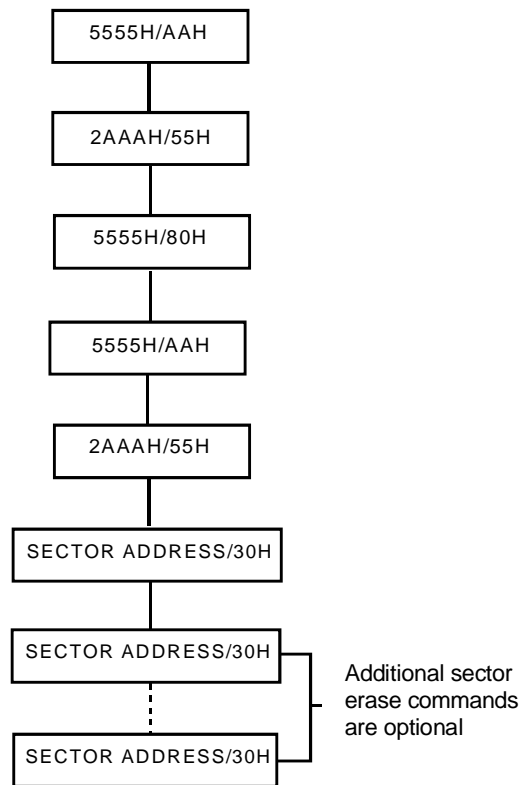 5555H/AAH
2AAAH/55H
5555H/80H
5555H/AAH
2AAAH/55H
SECTOR ADDRESS/30H
SECTOR ADDRESS/30H
Additional sector
erase commands
are optional
SECTOR ADDRESS/30H